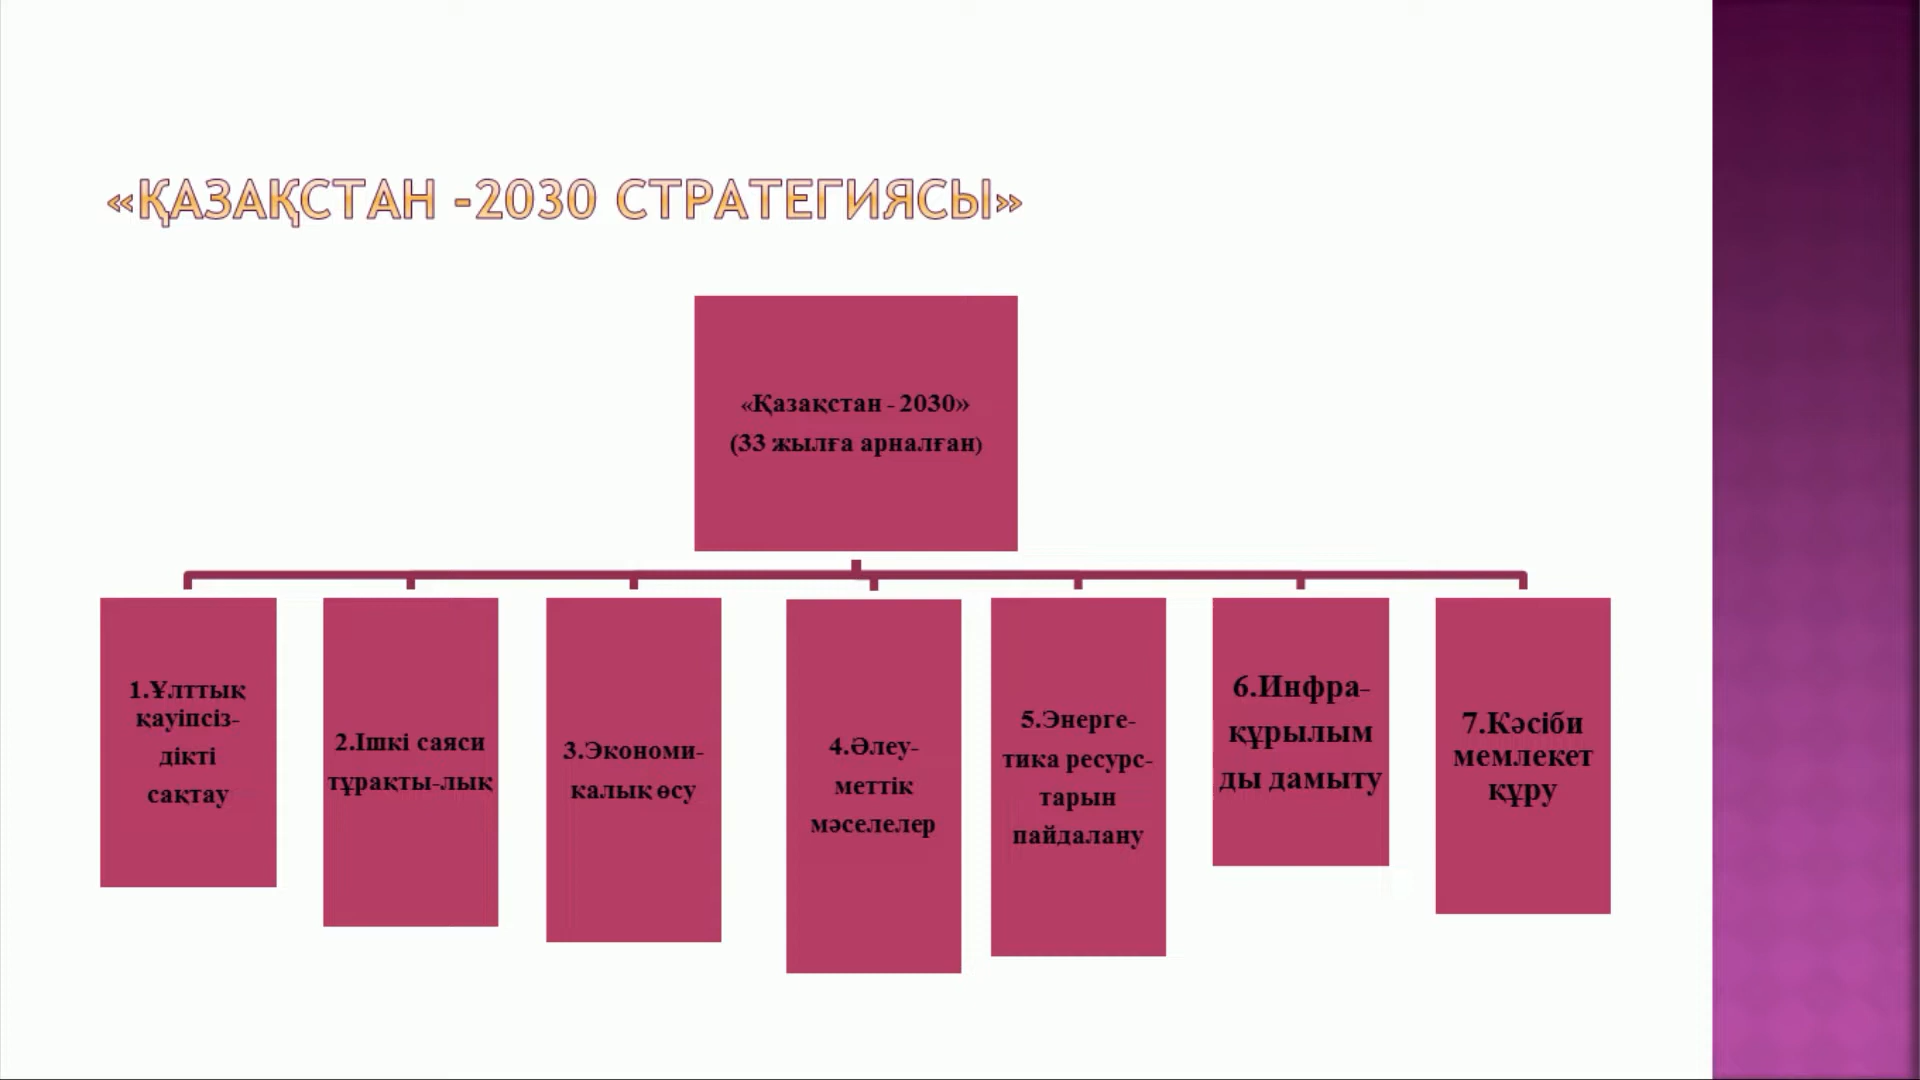 «ҚАЗАҚСТАН -2030 СТРАТЕГИЯСЫ»
«Қазақстан - 2030»
(33 жылға арналған)
1.Ұлттық
қауіпсіз-
дікті
сақтау
2.Ішкі саяси
тұрақты-лық
3.Экономи-
калық өсу
4.Әлеу-
меттік
мәселелер
5.Энерге-
тика ресурс-
тарын
пайдалану
6.Инфра-
құрылым
ды дамыту
7.Кәсіби
мемлекет
құру